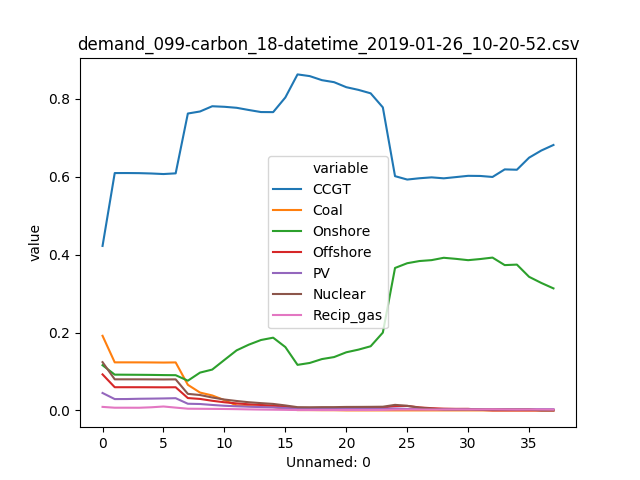 demand_099-carbon_18-datetime_2019-01-26_10-20-52.csv
0.8
0.6
0.4
0.2
0.0
value
variable
CCGT
Coal
Onshore
Offshore
PV
Nuclear
Recip_gas
0 5 10 15 20 25 30 35
Unnamed: 0